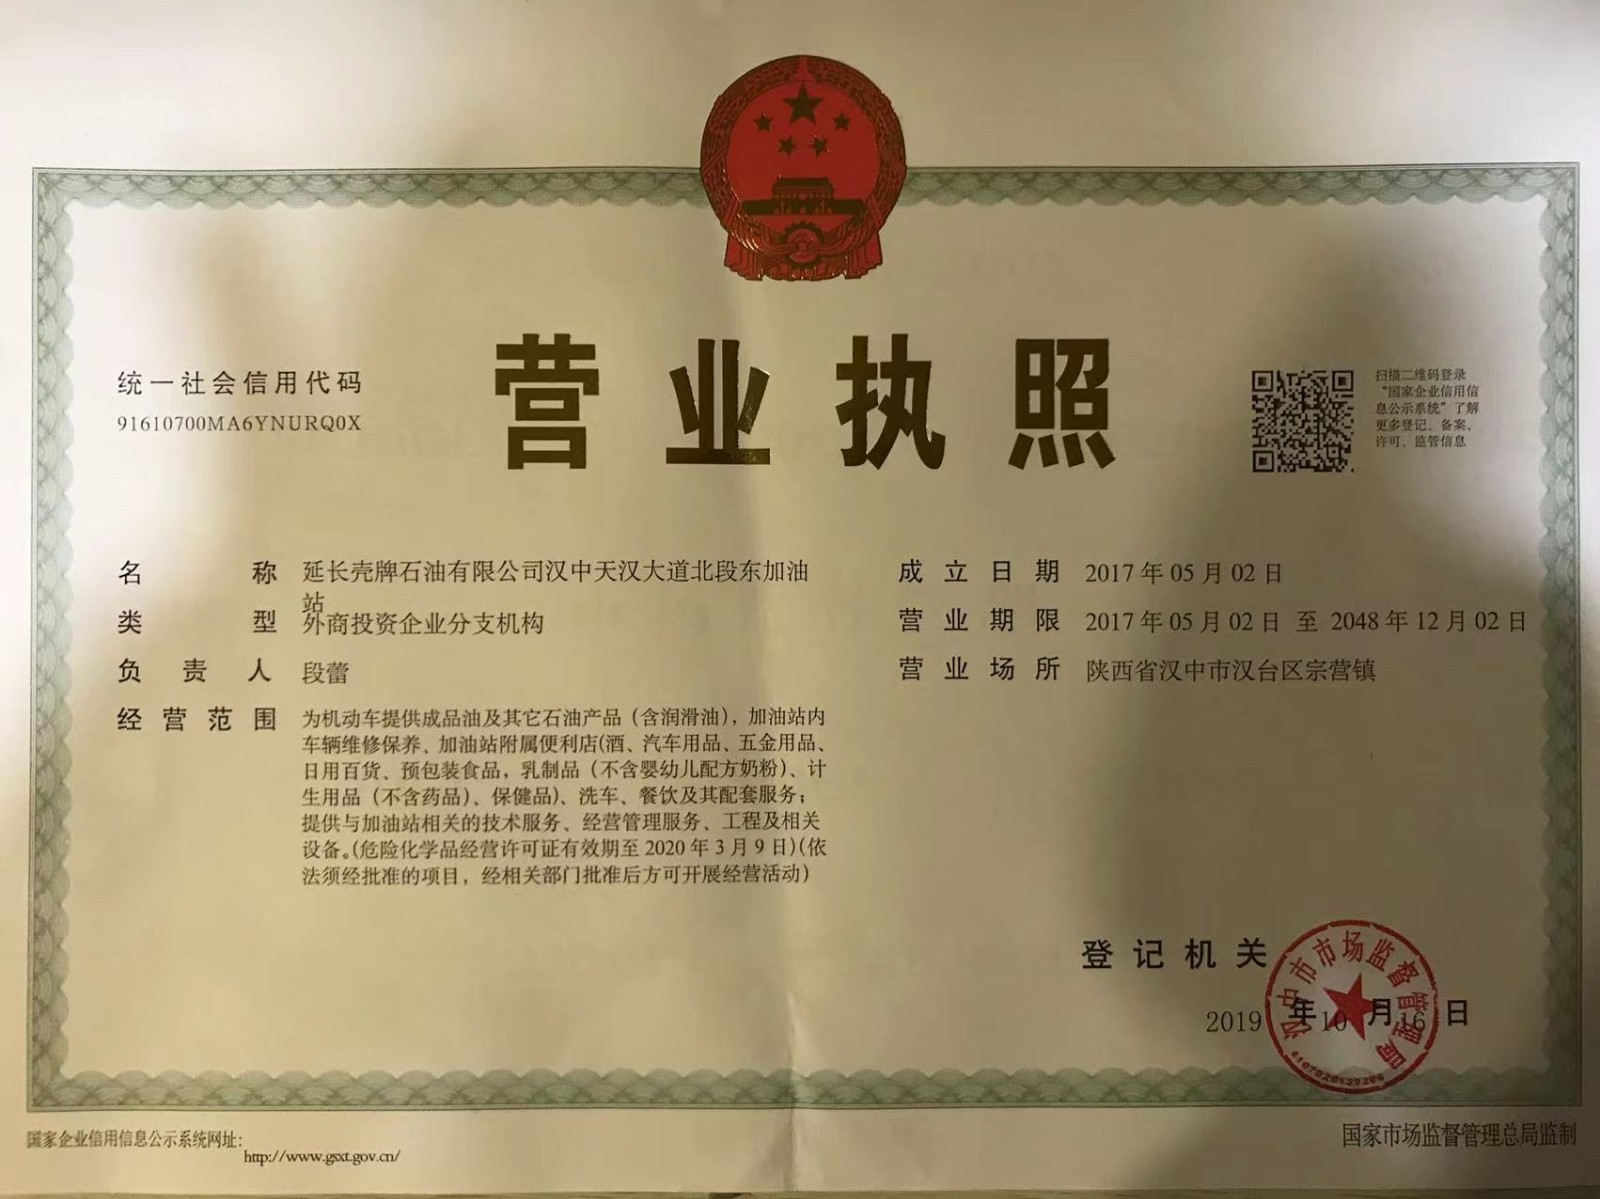 营业执照
统一社会信用代码
91610700MA6YNURQ0X
扫描二维码登录
“国家企业信用信
息公示系统”了解
更多登记、备案、
许可、监管信息
名称 延长壳牌石油有限公司汉中天汉大道北段东加油
站
类型 外商投资企业分支机构
负责人 段蕾
经营范围 为机动车提供成品油及其它石油产品（含润滑油），加油站内
车辆维修保养、加油站附属便利店(酒、汽车用品、五金用品、
日用百货、预包装食品，乳制品（不含婴幼儿配方奶粉）、计
生用品（不含药品）、保健品)、洗车、餐饮及其配套服务；
提供与加油站相关的技术服务、经营管理服务、工程及相关
设备。(危险化学品经营许可证有效期至2020年3月9日)(依
法须经批准的项目，经相关部门批准后方可开展经营活动)
成立日期 2017年05月02日
营业期限 2017年05月02日 至 2048年12月02日
营业场所 陕西省汉中市汉台区宗营镇
登记机关
汉中市市场监督管理局
2019年10月16日
国家企业信用信息公示系统网址：
http://www.gsxt.gov.cn/
国家市场监督管理总局监制